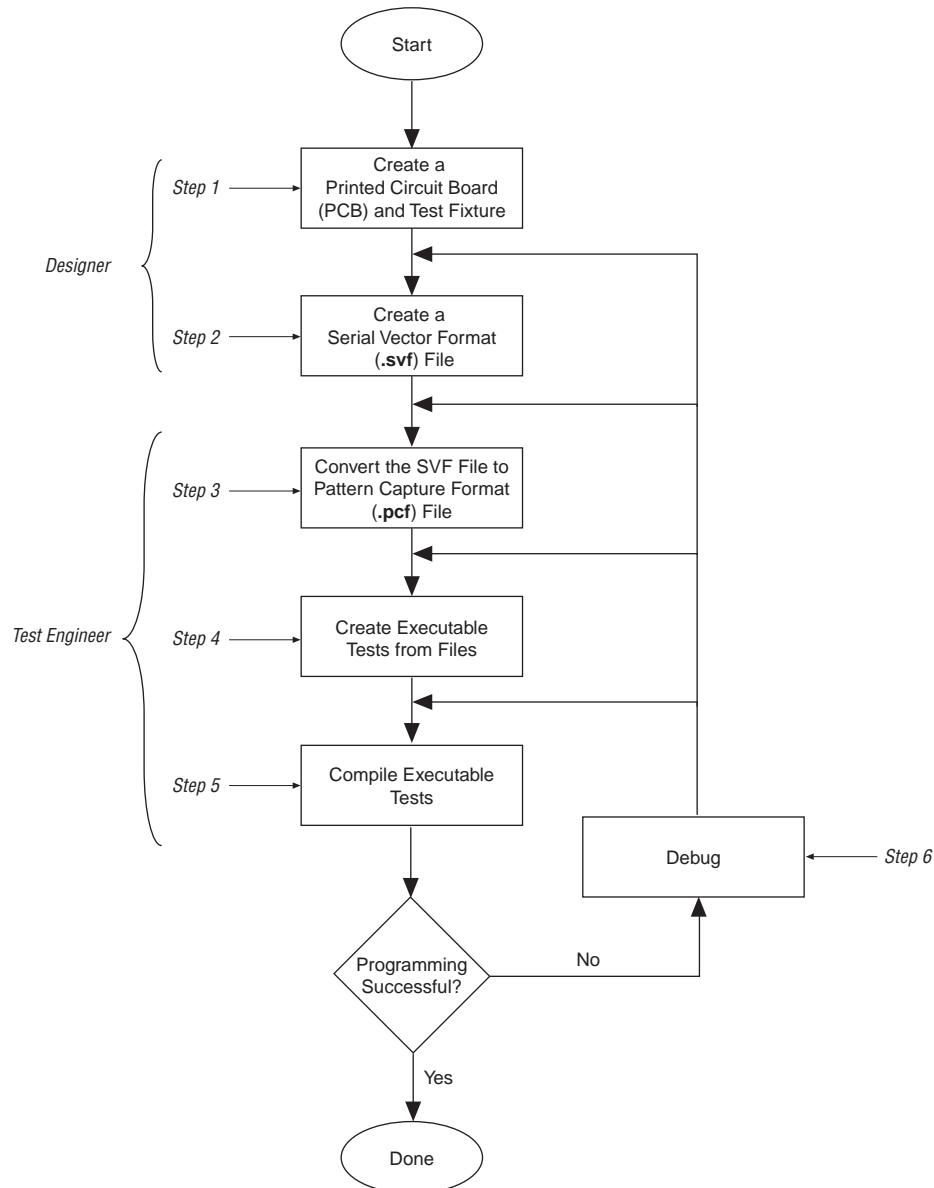 Start
Step 1
Create a
Printed Circuit Board
(PCB) and Test Fixture
Designer
Step 2
Create a
Serial Vector Format
(.svf) File
Step 3
Convert the SVF File to
Pattern Capture Format
(.pcf) File
Test Engineer
Step 4
Create Executable
Tests from Files
Step 5
Compile Executable
Tests
Debug
Step 6
Programming
Successful?
No
Yes
Done